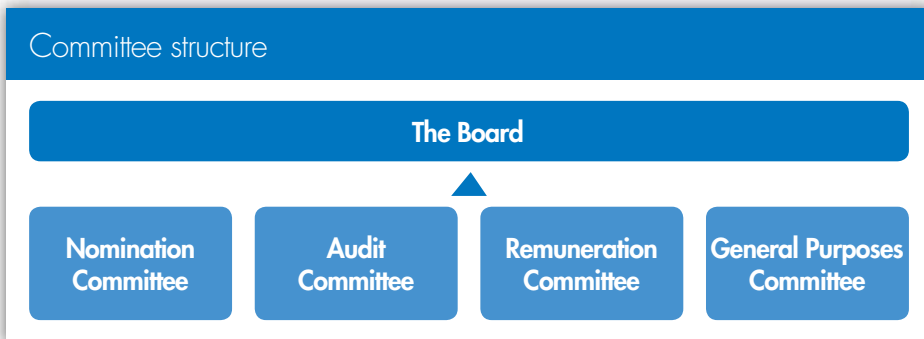 Committee structure
The Board
Nomination
Committee
Audit
Committee
Remuneration
Committee
General Purposes
Committee